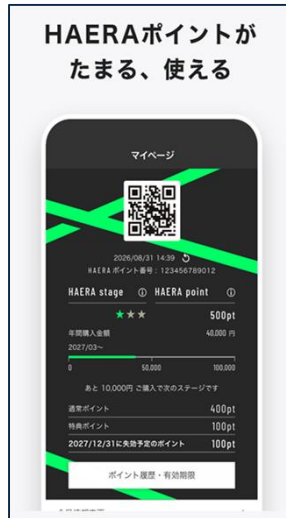 HAERAポイントが
たまる、使える
マイページ
2026/08/31 14:39
HAERA ポイント番号 : 123456789012
HAERA stage ⓘ HAERA point ⓘ
★★★ 500pt
年間購入金額 40,000 円
2027/03〜
0 50,000 100,000
あと 10,000円 ご購入で次のステージです
通常ポイント 400pt
特典ポイント 100pt
2027/12/31に失効予定のポイント 100pt
ポイント履歴・有効期限